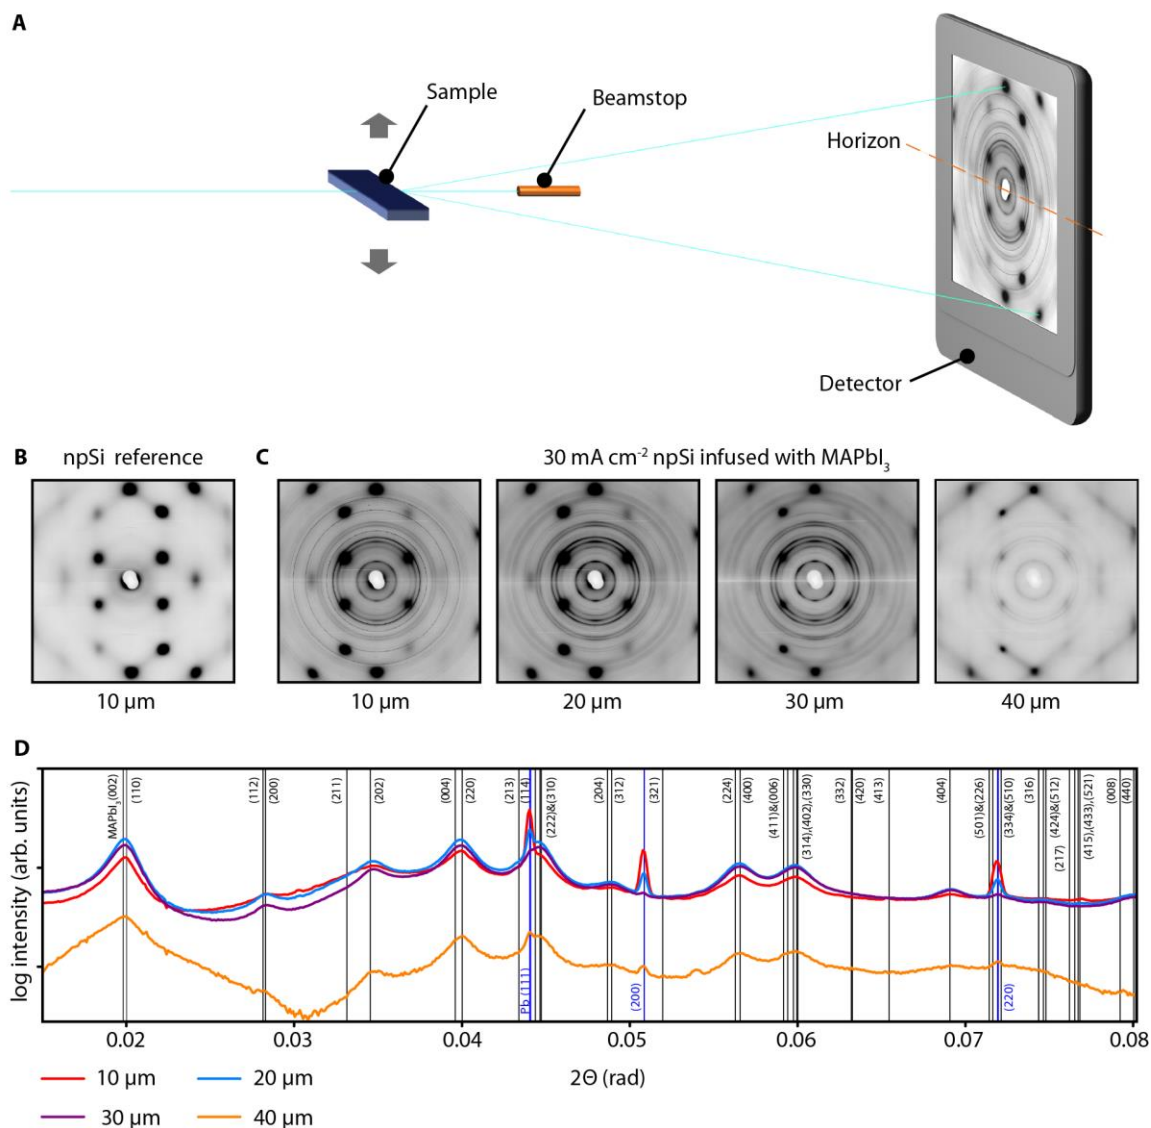 A
Sample
Beamstop
Horizon
Detector
B
npSi reference
C
30 mA cm⁻² npSi infused with MAPbI₃
10 µm
10 µm
20 µm
30 µm
40 µm
D
log intensity (arb. units)
MAPbI₃(002)
(110)
(112)
(200)
(211)
(202)
(004)
(220)
(213)
(114)
(222)&(310)
(204)
(312)
(321)
(224)
(400)
(411)&(006)
(314),(402),(330)
(332)
(420)
(413)
(404)
(501)&(226)
(334)&(510)
(316)
(217)
(424)&(512)
(415),(433),(521)
(008)
(440)
Pb (111)
(200)
(220)
0.02
0.03
0.04
0.05
0.06
0.07
0.08
2Θ (rad)
10 µm
20 µm
30 µm
40 µm